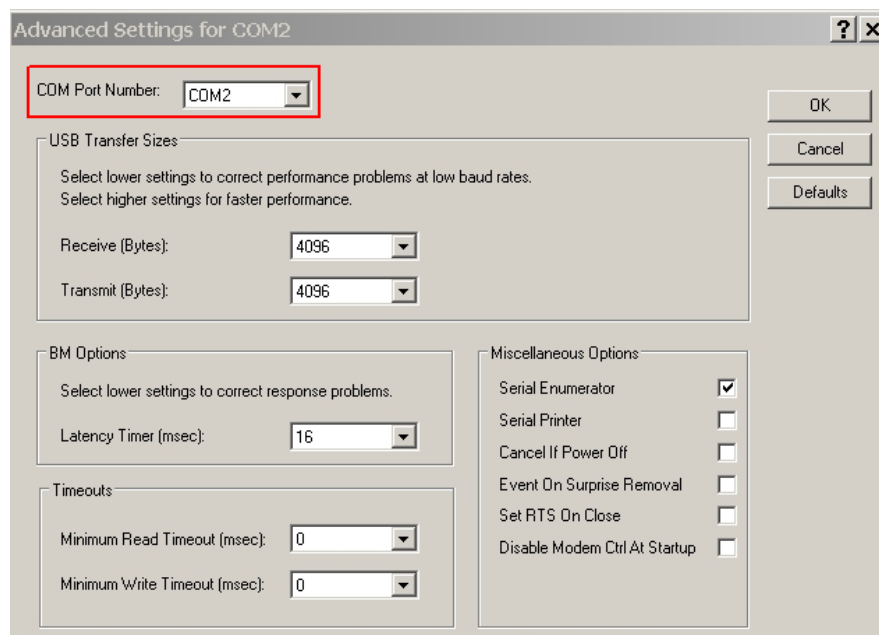 Advanced Settings for COM2
? X
COM Port Number: COM2
OK
Cancel
Defaults
USB Transfer Sizes
Select lower settings to correct performance problems at low baud rates.
Select higher settings for faster performance.
Receive (Bytes): 4096
Transmit (Bytes): 4096
BM Options
Select lower settings to correct response problems.
Latency Timer (msec): 16
Timeouts
Minimum Read Timeout (msec): 0
Minimum Write Timeout (msec): 0
Miscellaneous Options
Serial Enumerator
Serial Printer
Cancel If Power Off
Event On Surprise Removal
Set RTS On Close
Disable Modem Ctrl At Startup